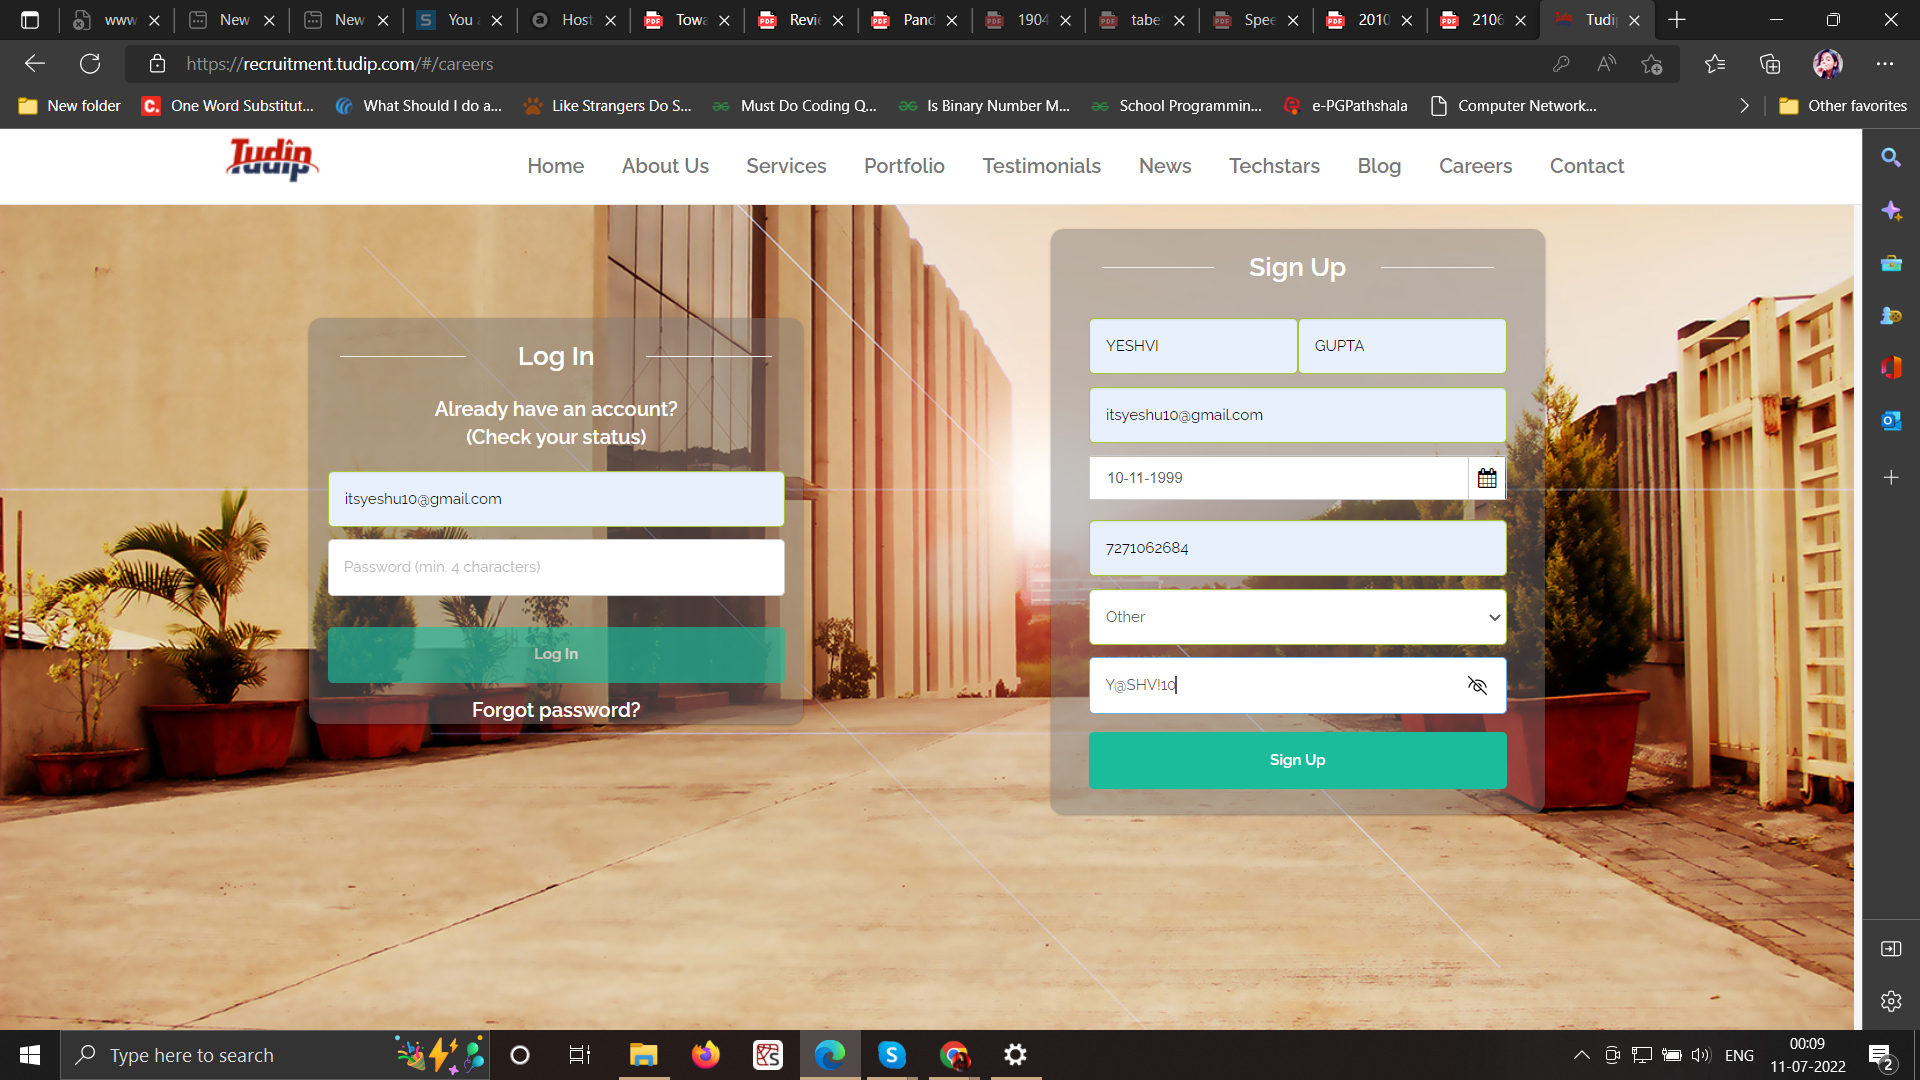 www
New
New
You a
Host
Towa
Revie
Pand
1904
tabe
Spee
2010
2106
Tudip
https://recruitment.tudip.com/#/careers
New folder
One Word Substitut...
What Should I do a...
Like Strangers Do S...
Must Do Coding Q...
Is Binary Number M...
School Programmin...
e-PGPathshala
Computer Network...
Other favorites
Tudip
Home About Us Services Portfolio Testimonials News Techstars Blog Careers Contact
Log In
Already have an account?
(Check your status)
itsyeshu10@gmail.com
Password (min. 4 characters)
Log In
Forgot password?
Sign Up
YESHVI GUPTA
itsyeshu10@gmail.com
10-11-1999
7271062684
Other
Y@SHV!10
Sign Up
Type here to search
ENG
00:09
11-07-2022
2